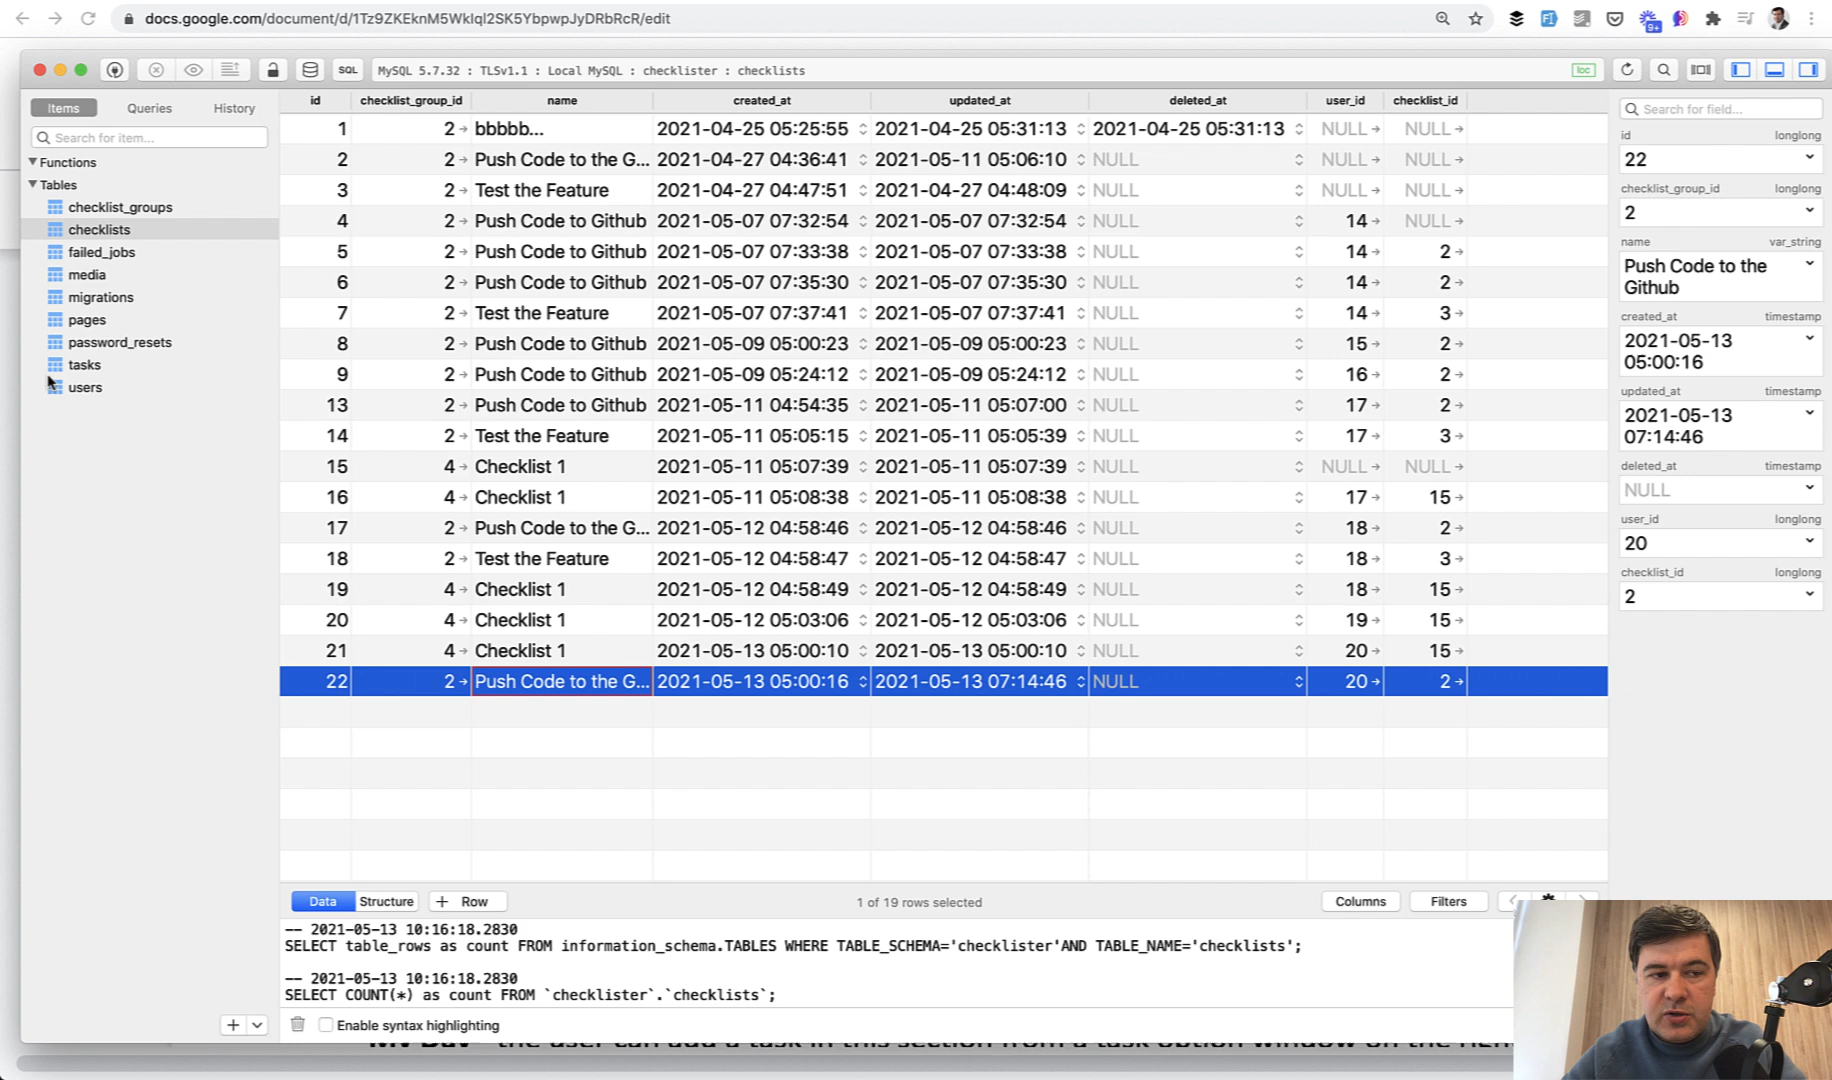 docs.google.com/document/d/1Tz9ZKEknM5WkIqI2SK5YbpwpJyDRbRcR/edit
9+
SQL
MySQL 5.7.32 : TLSv1.1 : Local MySQL : checklister : checklists
loc
Items Queries History
Search for item...
Functions
Tables
checklist_groups
checklists
failed_jobs
media
migrations
pages
password_resets
tasks
users
id checklist_group_id name created_at updated_at deleted_at user_id checklist_id
1 2 bbbbb... 2021-04-25 05:25:55 2021-04-25 05:31:13 2021-04-25 05:31:13 NULL NULL
2 2 Push Code to the G... 2021-04-27 04:36:41 2021-05-11 05:06:10 NULL NULL NULL
3 2 Test the Feature 2021-04-27 04:47:51 2021-04-27 04:48:09 NULL NULL NULL
4 2 Push Code to Github 2021-05-07 07:32:54 2021-05-07 07:32:54 NULL 14 NULL
5 2 Push Code to Github 2021-05-07 07:33:38 2021-05-07 07:33:38 NULL 14 2
6 2 Push Code to Github 2021-05-07 07:35:30 2021-05-07 07:35:30 NULL 14 2
7 2 Test the Feature 2021-05-07 07:37:41 2021-05-07 07:37:41 NULL 14 3
8 2 Push Code to Github 2021-05-09 05:00:23 2021-05-09 05:00:23 NULL 15 2
9 2 Push Code to Github 2021-05-09 05:24:12 2021-05-09 05:24:12 NULL 16 2
13 2 Push Code to Github 2021-05-11 04:54:35 2021-05-11 05:07:00 NULL 17 2
14 2 Test the Feature 2021-05-11 05:05:15 2021-05-11 05:05:39 NULL 17 3
15 4 Checklist 1 2021-05-11 05:07:39 2021-05-11 05:07:39 NULL NULL NULL
16 4 Checklist 1 2021-05-11 05:08:38 2021-05-11 05:08:38 NULL 17 15
17 2 Push Code to the G... 2021-05-12 04:58:46 2021-05-12 04:58:46 NULL 18 2
18 2 Test the Feature 2021-05-12 04:58:47 2021-05-12 04:58:47 NULL 18 3
19 4 Checklist 1 2021-05-12 04:58:49 2021-05-12 04:58:49 NULL 18 15
20 4 Checklist 1 2021-05-12 05:03:06 2021-05-12 05:03:06 NULL 19 15
21 4 Checklist 1 2021-05-13 05:00:10 2021-05-13 05:00:10 NULL 20 15
22 2 Push Code to the G... 2021-05-13 05:00:16 2021-05-13 07:14:46 NULL 20 2
Search for field...
id longlong
22
checklist_group_id longlong
2
name var_string
Push Code to the
Github
created_at timestamp
2021-05-13
05:00:16
updated_at timestamp
2021-05-13
07:14:46
deleted_at timestamp
NULL
user_id longlong
20
checklist_id longlong
2
Data Structure + Row 1 of 19 rows selected Columns Filters
-- 2021-05-13 10:16:18.2830
SELECT table_rows as count FROM information_schema.TABLES WHERE TABLE_SCHEMA='checklister'AND TABLE_NAME='checklists';
-- 2021-05-13 10:16:18.2830
SELECT COUNT(*) as count FROM `checklister`.`checklists`;
Enable syntax highlighting
the user can add a task in this section from a task option window on the